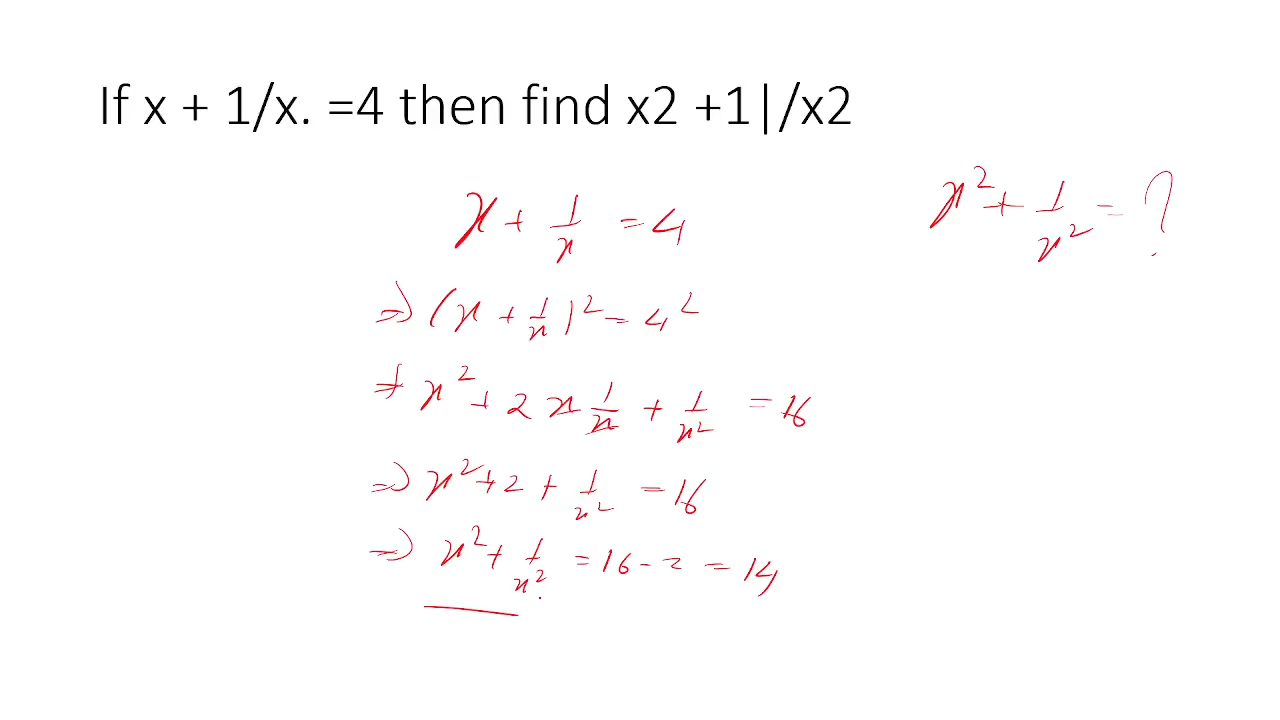 If x + 1/x. =4 then find x2 +1|/x2
x² + 1/x² = ?
x + 1/x = 4
⇒ (x + 1/x)² = 4²
⇒ x² + 2 x 1/x + 1/x² = 16
⇒ x² + 2 + 1/x² = 16
⇒ x² + 1/x² = 16 - 2 = 14